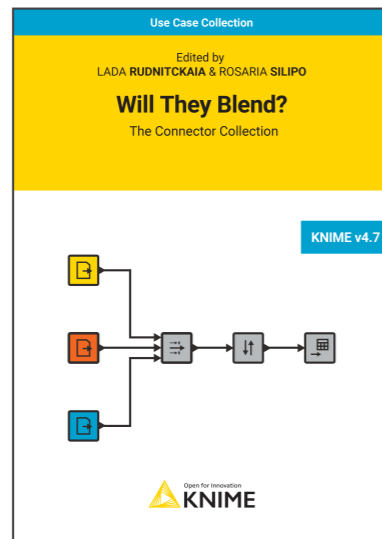 Use Case Collection
Edited by
LADA RUDNITCKAIA & ROSARIA SILIPO
Will They Blend?
The Connector Collection
KNIME v4.7
Open for Innovation
KNIME